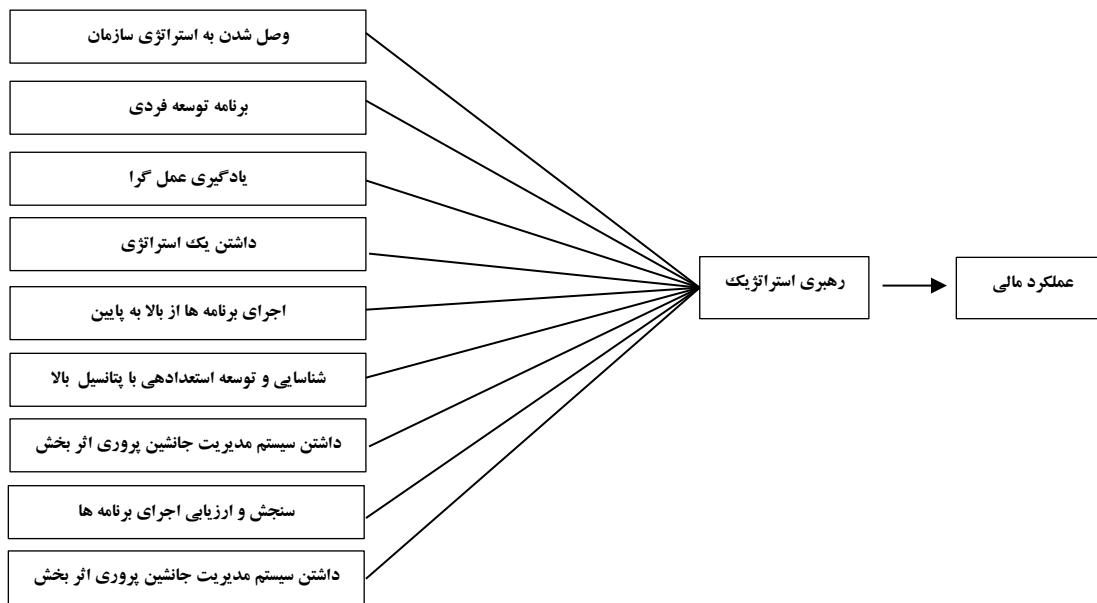 وصل شدن به استراتژی سازمان
برنامه توسعه فردی
یادگیری عمل گرا
داشتن یک استراتژی
اجرای برنامه ها از بالا به پایین
شناسایی و توسعه استعدادهی با پتانسیل بالا
داشتن سیستم مدیریت جانشین پروری اثر بخش
سنجش و ارزیابی اجرای برنامه ها
داشتن سیستم مدیریت جانشین پروری اثر بخش
رهبری استراتژیک
عملکرد مالی